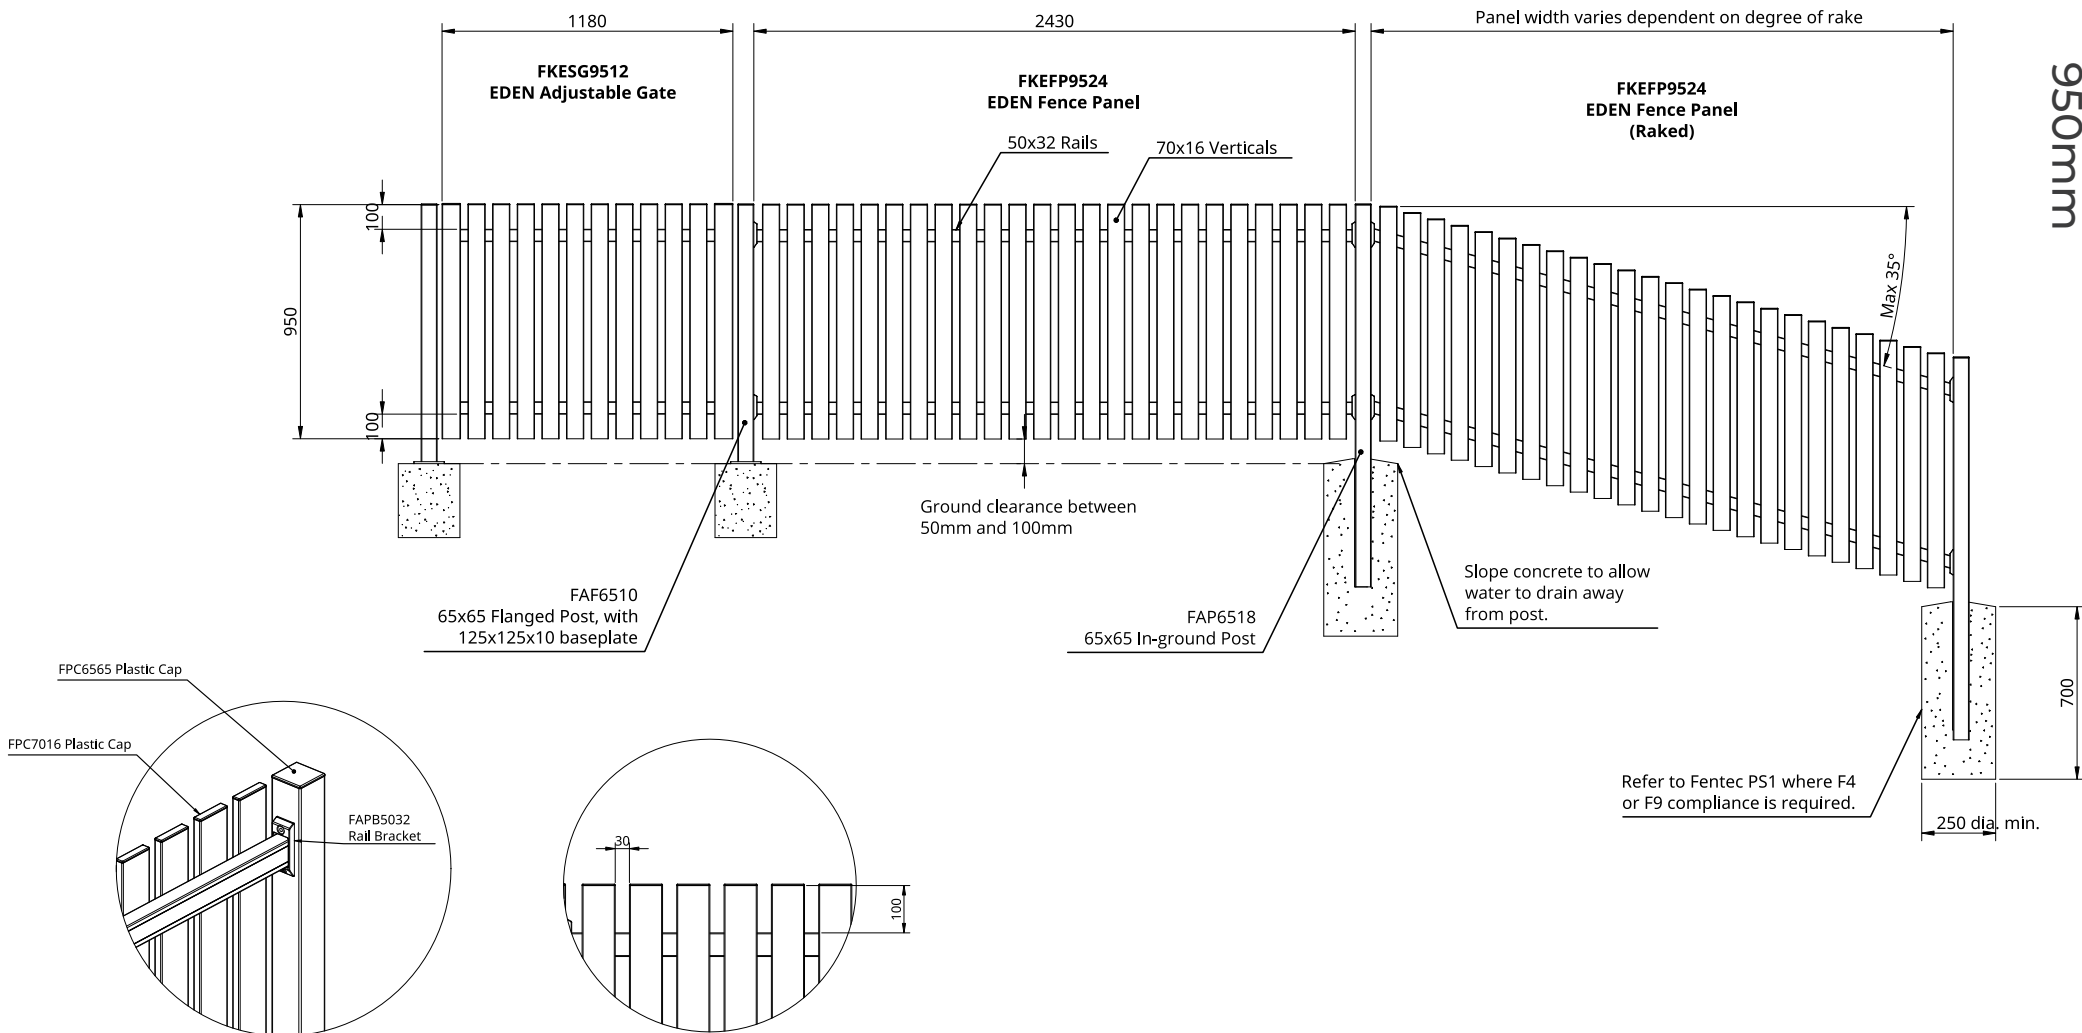 1180
2430
Panel width varies dependent on degree of rake
950mm
FKESG9512
EDEN Adjustable Gate
FKEFP9524
EDEN Fence Panel
FKEFP9524
EDEN Fence Panel
(Raked)
50x32 Rails
70x16 Verticals
100
950
100
Max 35°
Ground clearance between
50mm and 100mm
FAF6510
65x65 Flanged Post, with
125x125x10 baseplate
FAP6518
65x65 In-ground Post
Slope concrete to allow
water to drain away
from post.
700
Refer to Fentec PS1 where F4
or F9 compliance is required.
250 dia. min.
FPC6565 Plastic Cap
FPC7016 Plastic Cap
FAPB5032
Rail Bracket
30
100